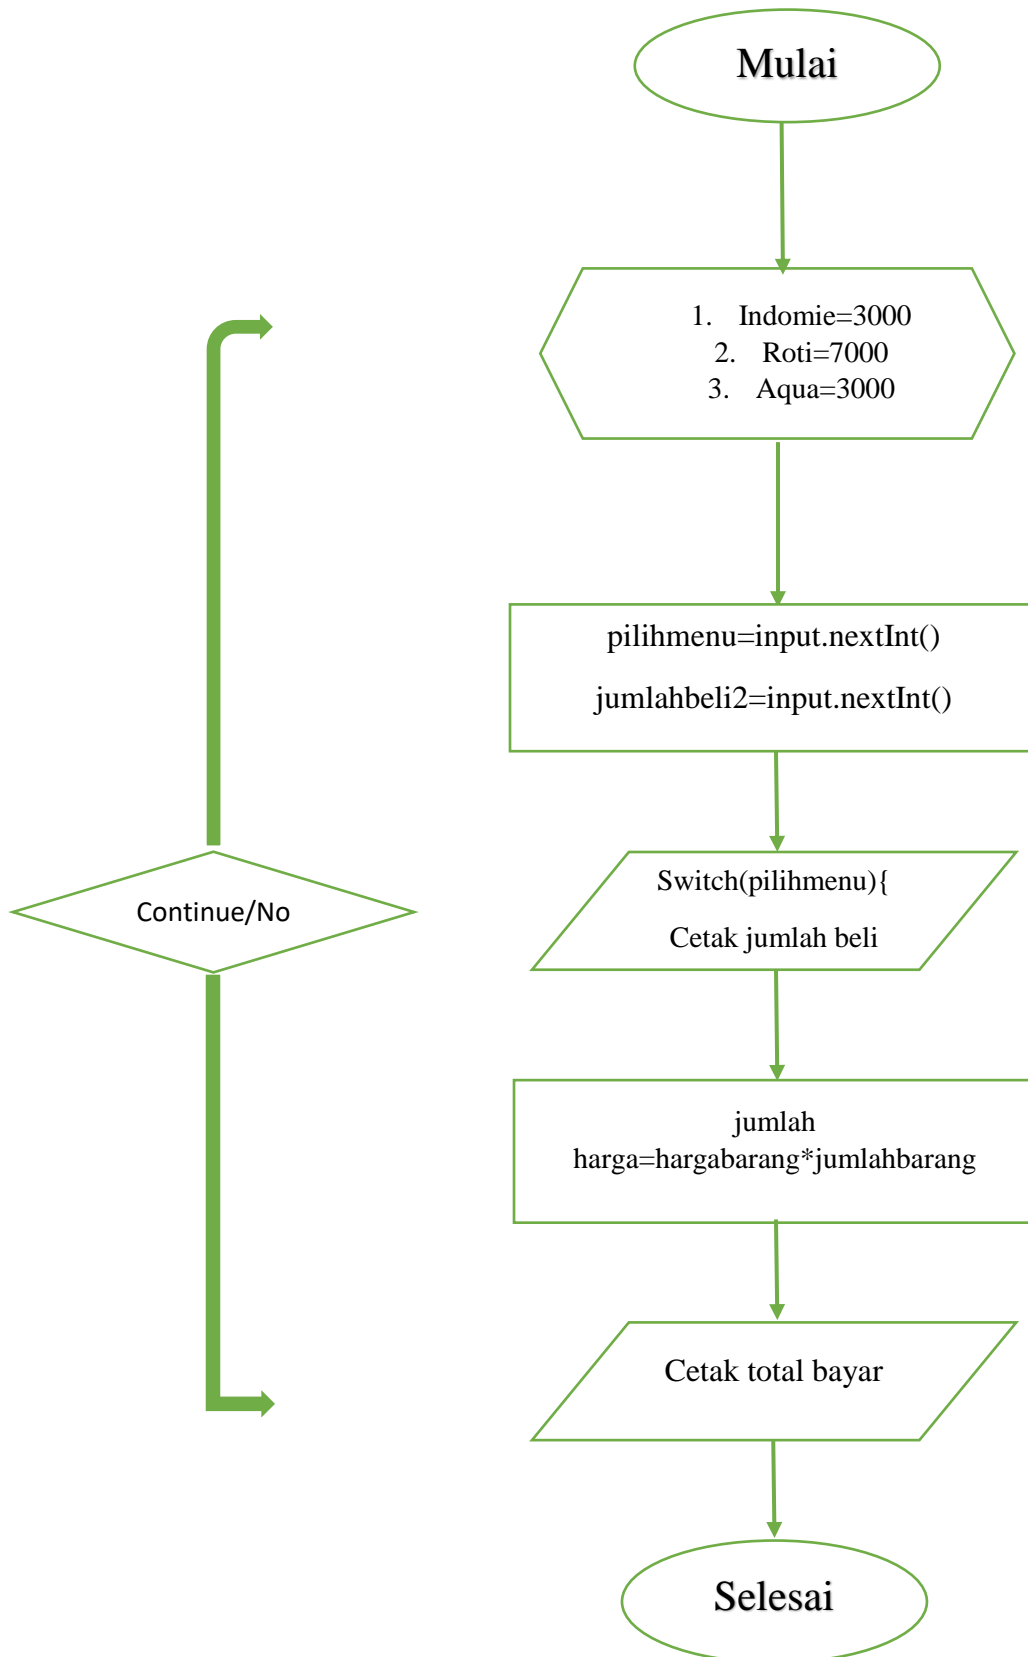 Mulai
1. Indomie=3000
2. Roti=7000
3. Aqua=3000
pilihmenu=input.nextInt()
jumlahbeli2=input.nextInt()
Switch(pilihmenu){
Cetak jumlah beli
Continue/No
jumlah
harga=hargabarang*jumlahbarang
Cetak total bayar
Selesai